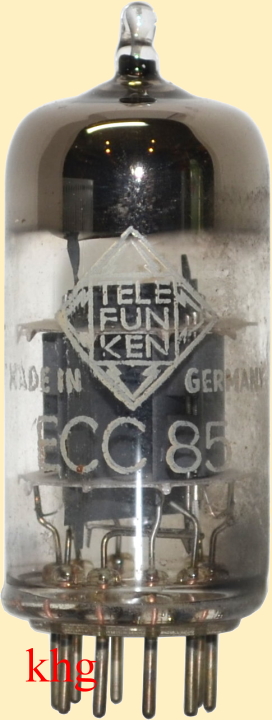 TELE
FUN
KEN
MADE IN GERMANY
ECC 85
khg